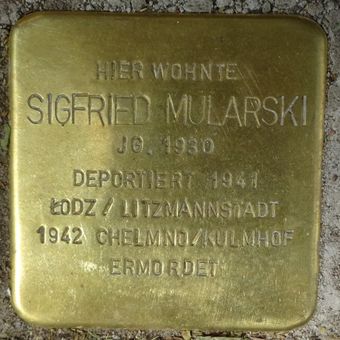 HIER WOHNTE
SIGFRIED MULARSKI
JG. 1930
DEPORTIERT 1941
ŁODZ / LITZMANNSTADT
1942 CHELMNO/KULMHOF
ERMORDET